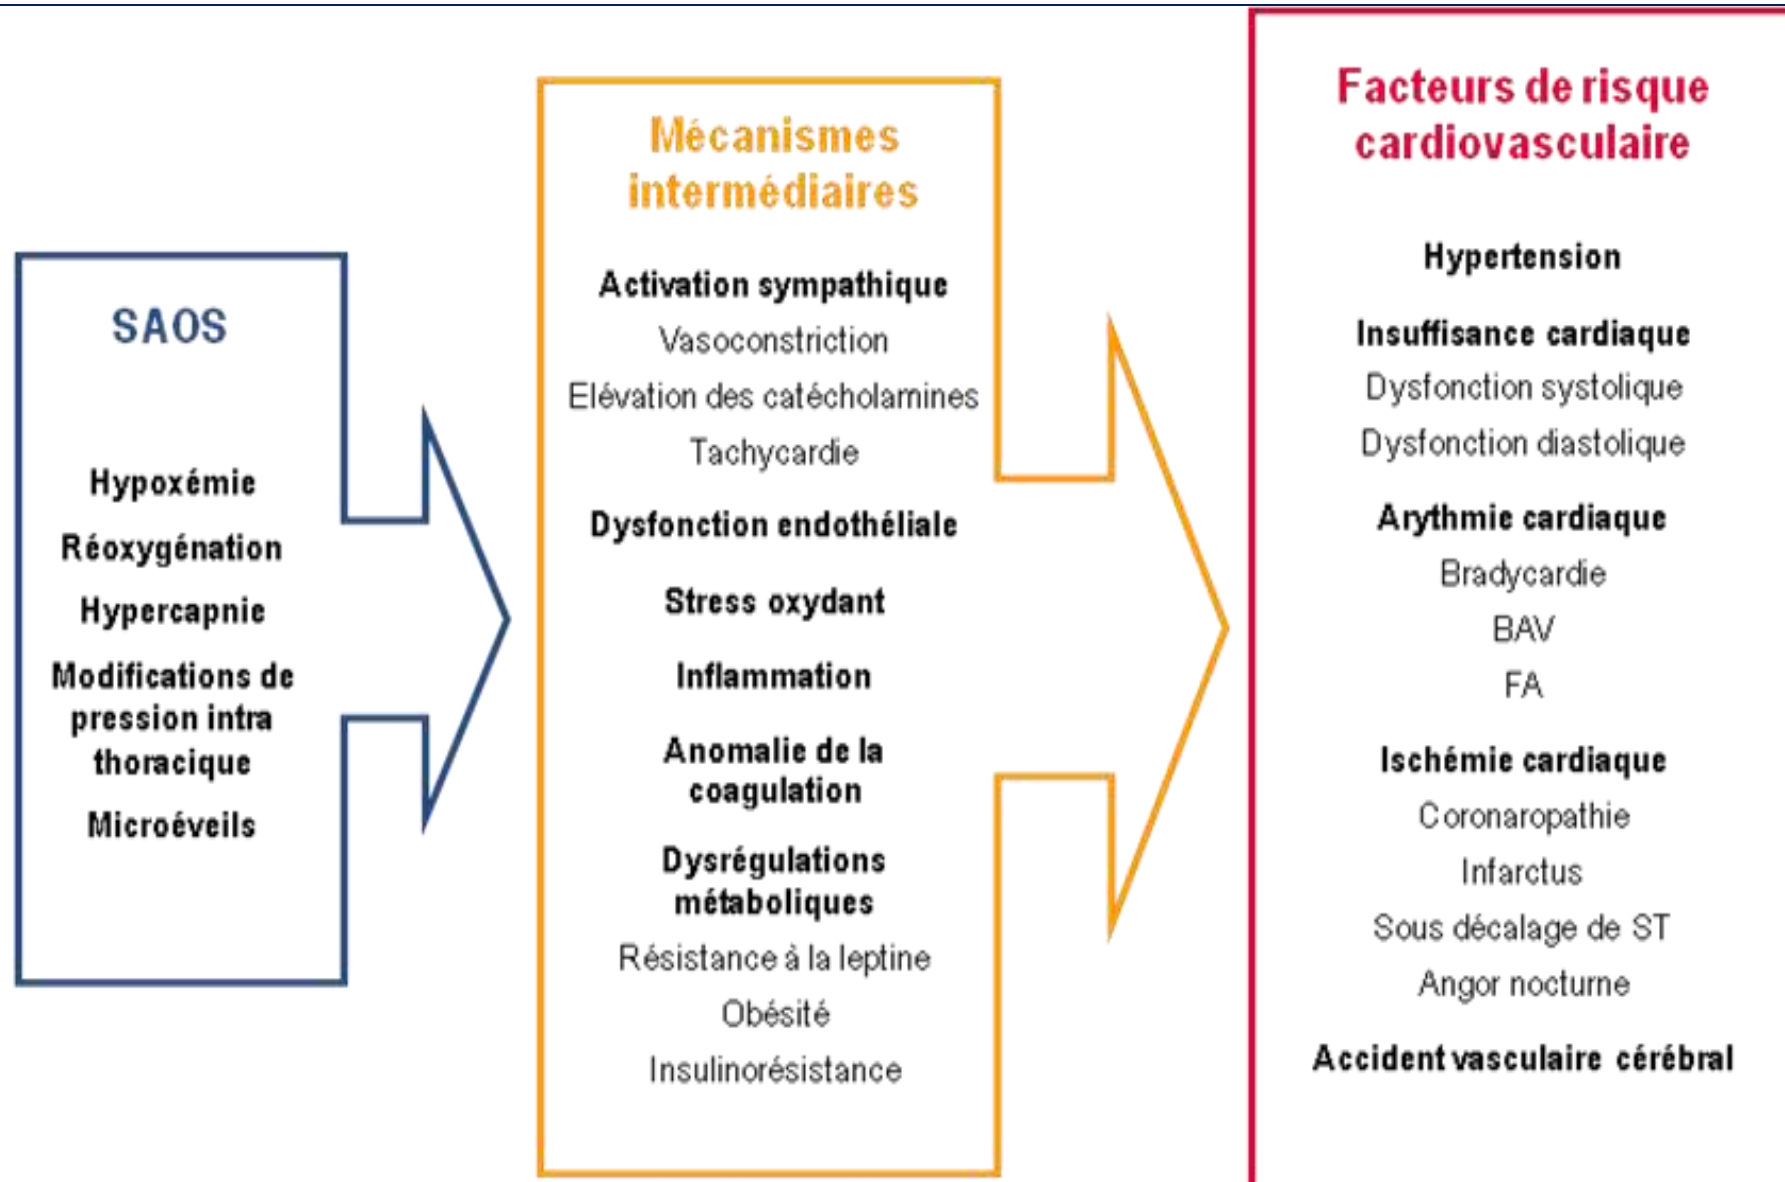 SAOS
Hypoxémie
Réoxygénation
Hypercapnie
Modifications de
pression intra
thoracique
Microéveils
Mécanismes
intermédiaires
Activation sympathique
Vasoconstriction
Elévation des catécholamines
Tachycardie
Dysfonction endothéliale
Stress oxydant
Inflammation
Anomalie de la
coagulation
Dysrégulations
métaboliques
Résistance à la leptine
Obésité
Insulinorésistance
Facteurs de risque
cardiovasculaire
Hypertension
Insuffisance cardiaque
Dysfonction systolique
Dysfonction diastolique
Arythmie cardiaque
Bradycardie
BAV
FA
Ischémie cardiaque
Coronaropathie
Infarctus
Sous décalage de ST
Angor nocturne
Accident vasculaire cérébral